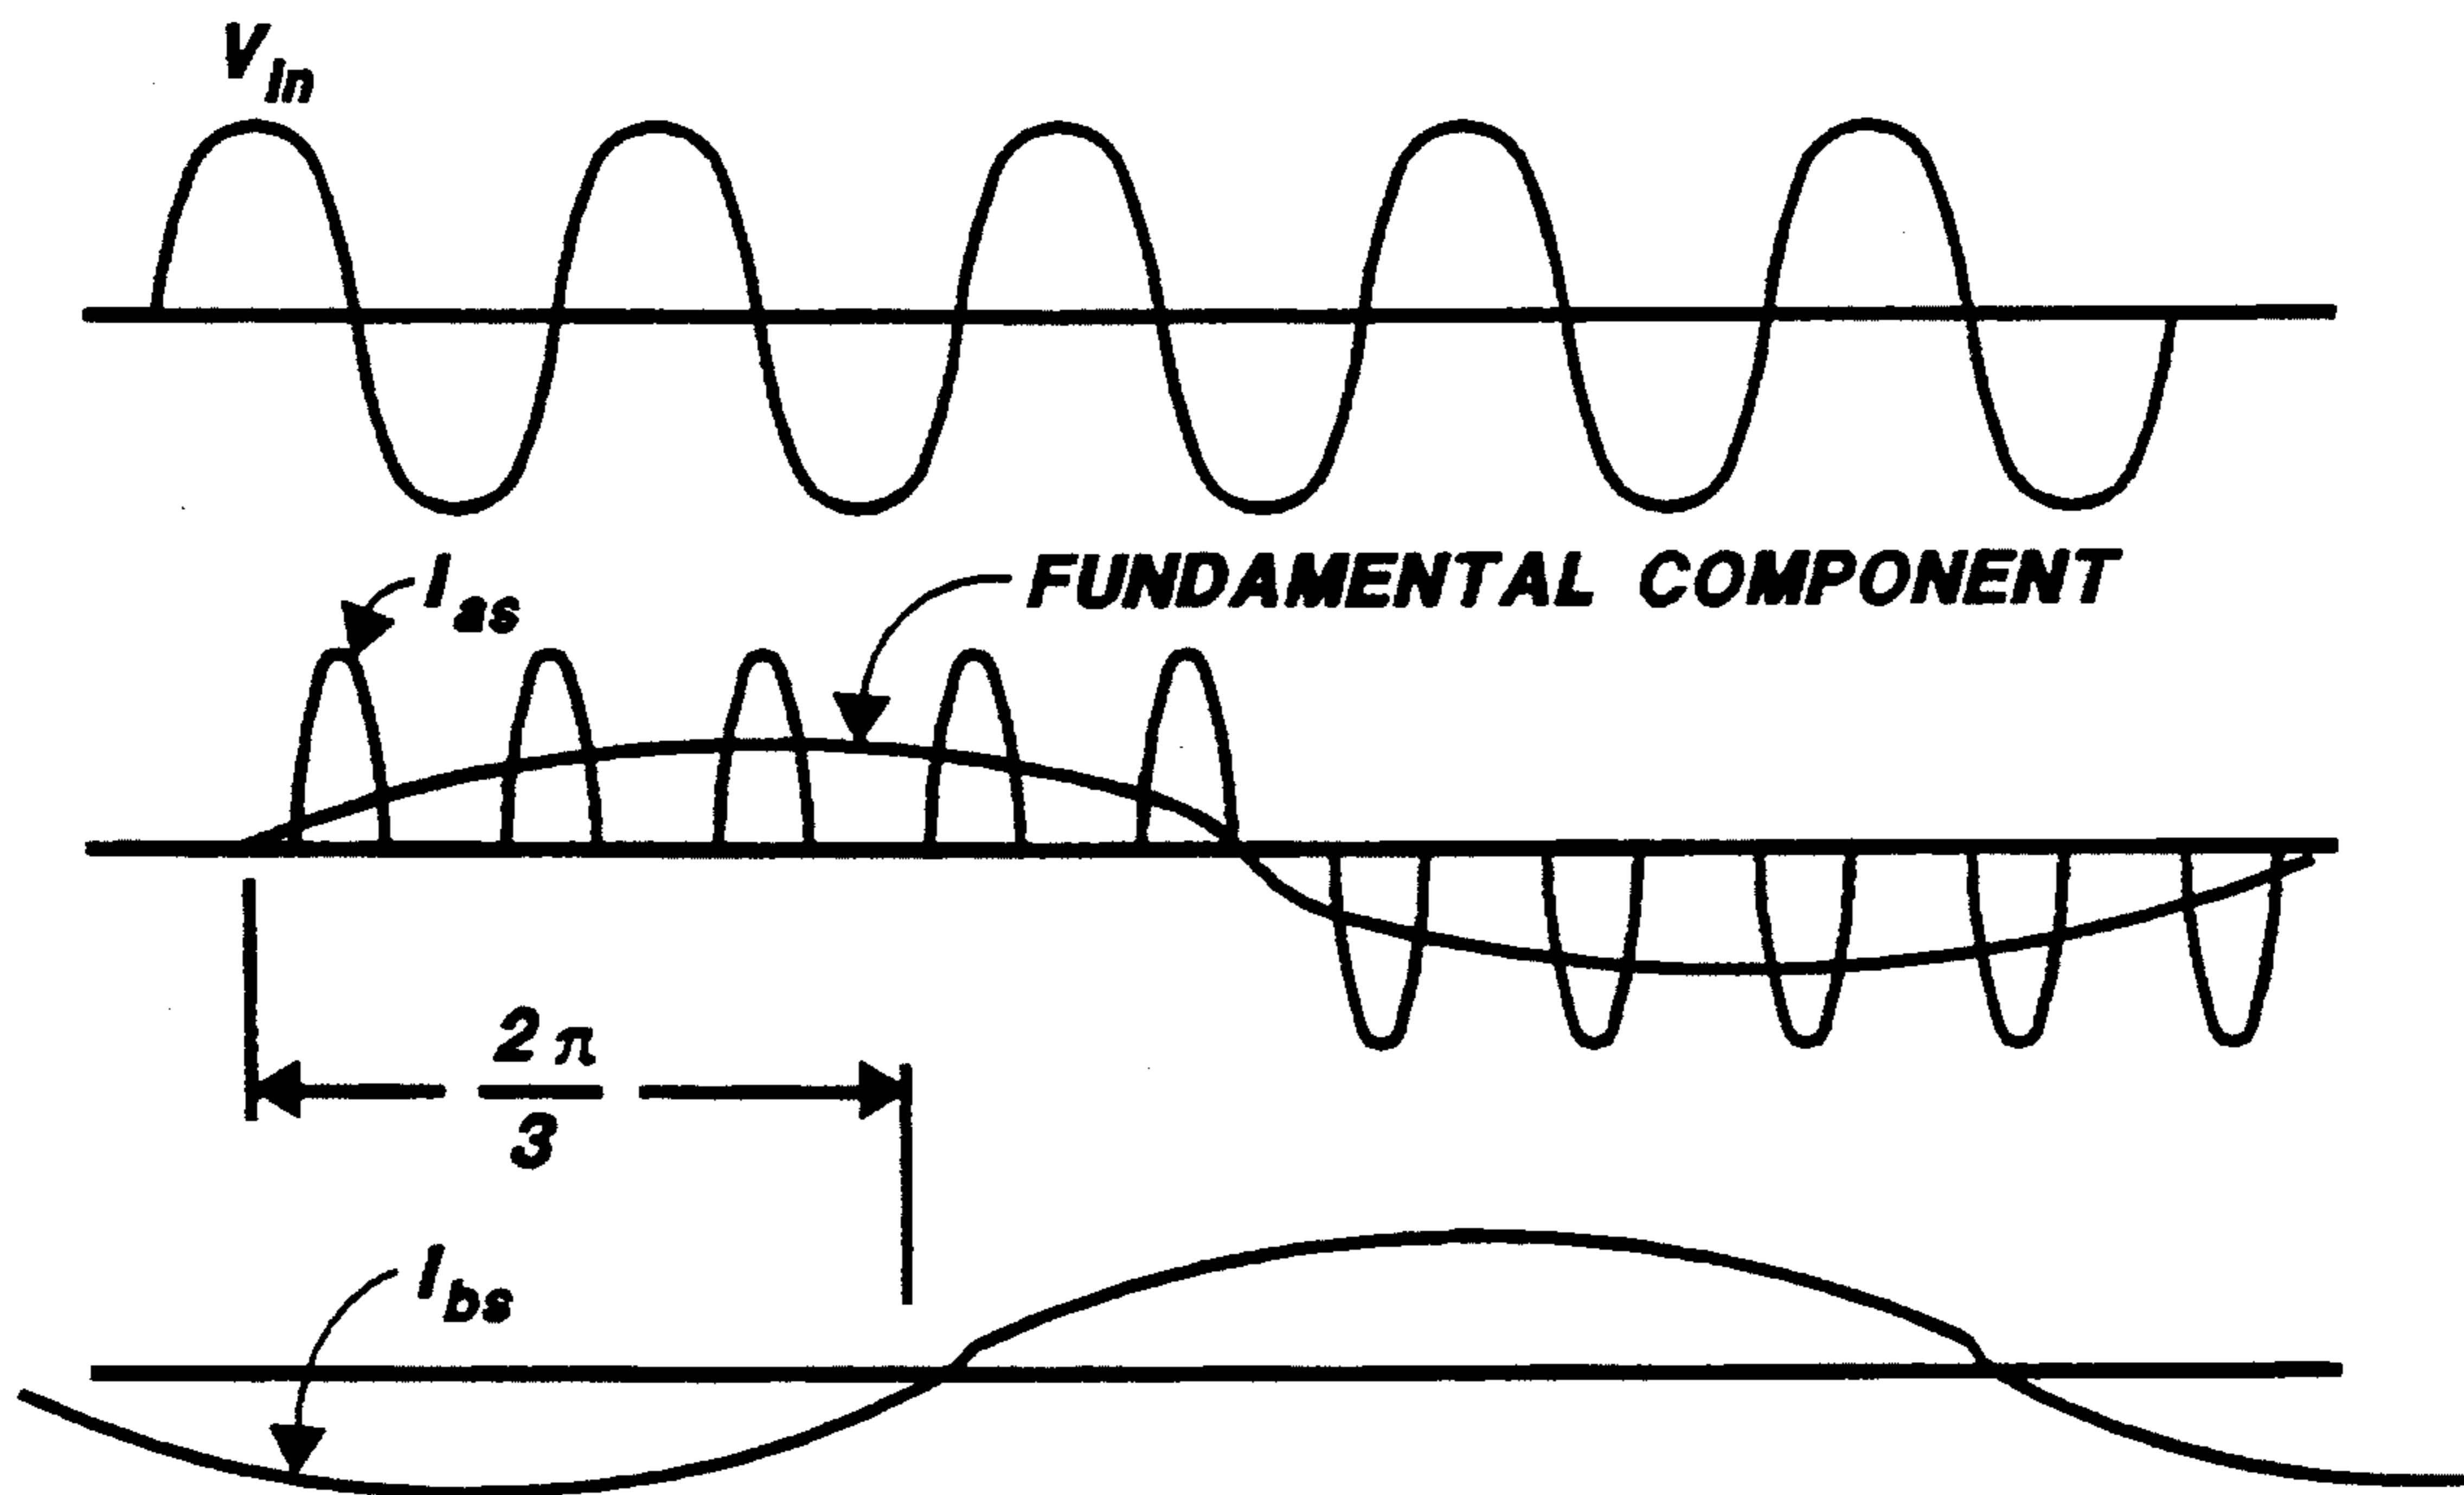 V_in
I_as
FUNDAMENTAL COMPONENT
2π
3
I_bs